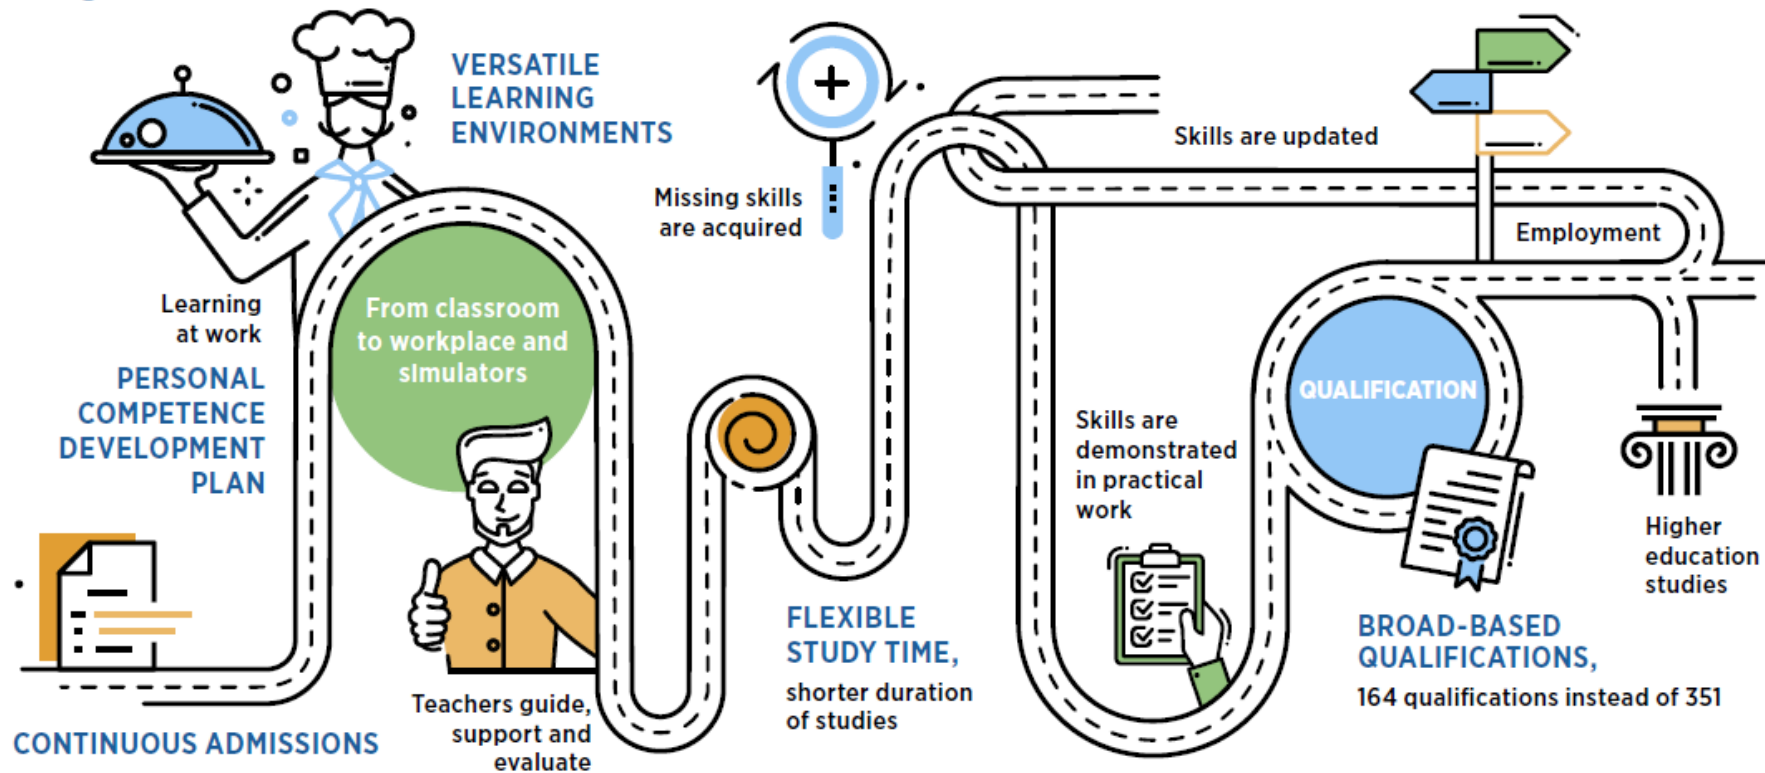 VERSATILE
LEARNING
ENVIRONMENTS
Learning
at work
From classroom
to workplace and
simulators
PERSONAL
COMPETENCE
DEVELOPMENT
PLAN
CONTINUOUS ADMISSIONS
Teachers guide,
support and
evaluate
Missing skills
are acquired
FLEXIBLE
STUDY TIME,
shorter duration
of studies
Skills are updated
Employment
Skills are
demonstrated
in practical
work
QUALIFICATION
BROAD-BASED
QUALIFICATIONS,
164 qualifications instead of 351
Higher
education
studies